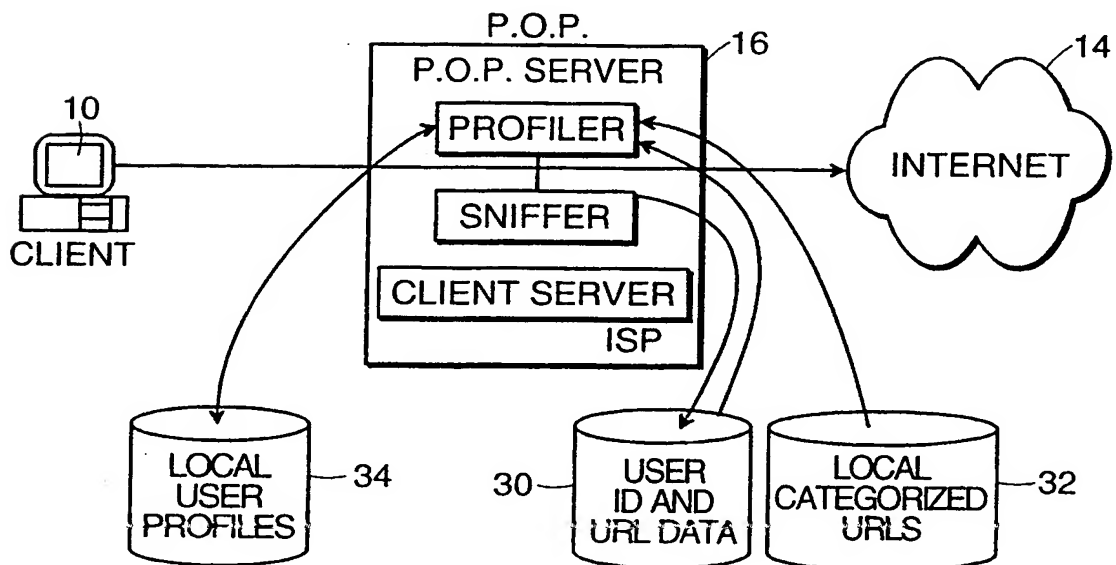 P.O.P.
16
P.O.P. SERVER
14
10
PROFILER
INTERNET
SNIFFER
CLIENT
CLIENT SERVER
ISP
LOCAL
USER
PROFILES
34
30
USER
ID AND
URL DATA
LOCAL
CATEGORIZED
URLS
32